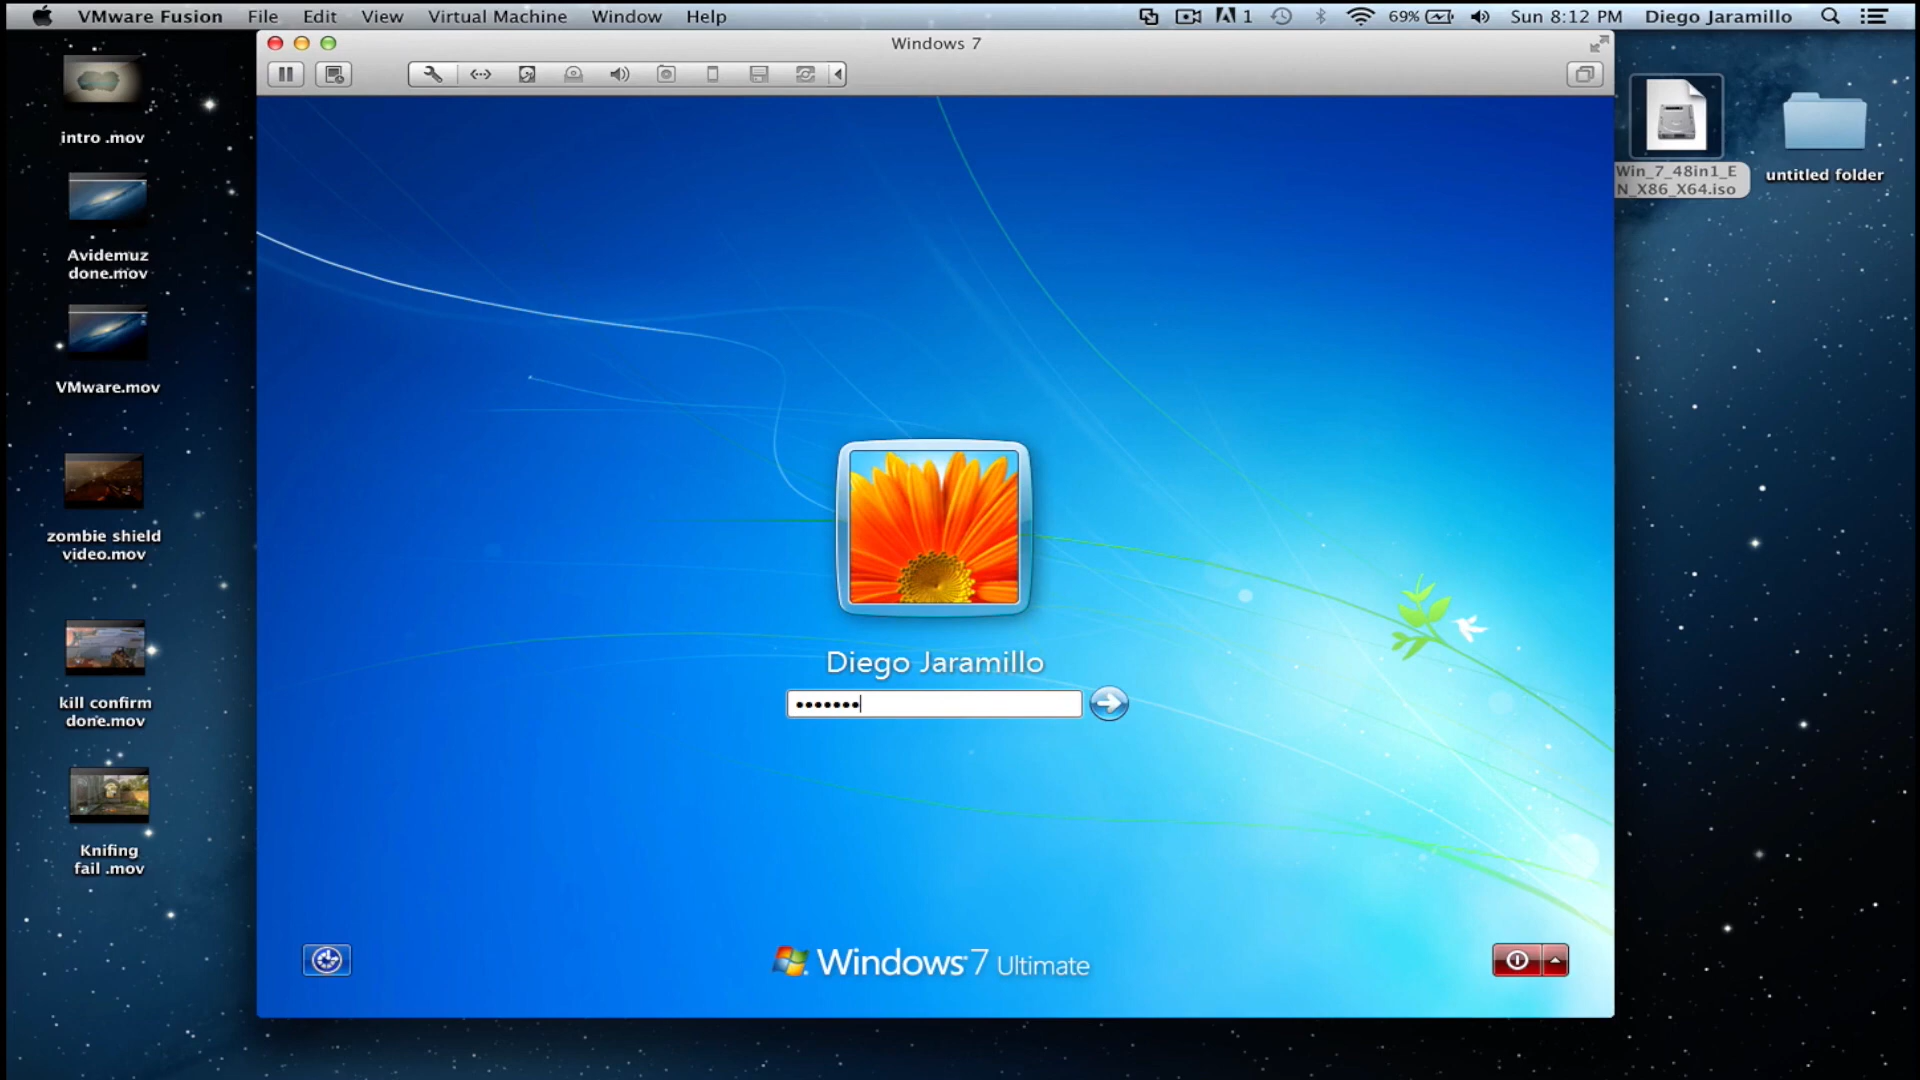 VMware Fusion File Edit View Virtual Machine Window Help 1 69% Sun 8:12 PM Diego Jaramillo
Windows 7
intro .mov
Avidemuz
done.mov
VMware.mov
zombie shield
video.mov
kill confirm
done.mov
Knifing
fail .mov
Win_7_48in1_E
N_X86_X64.iso
untitled folder
Diego Jaramillo
Windows 7 Ultimate